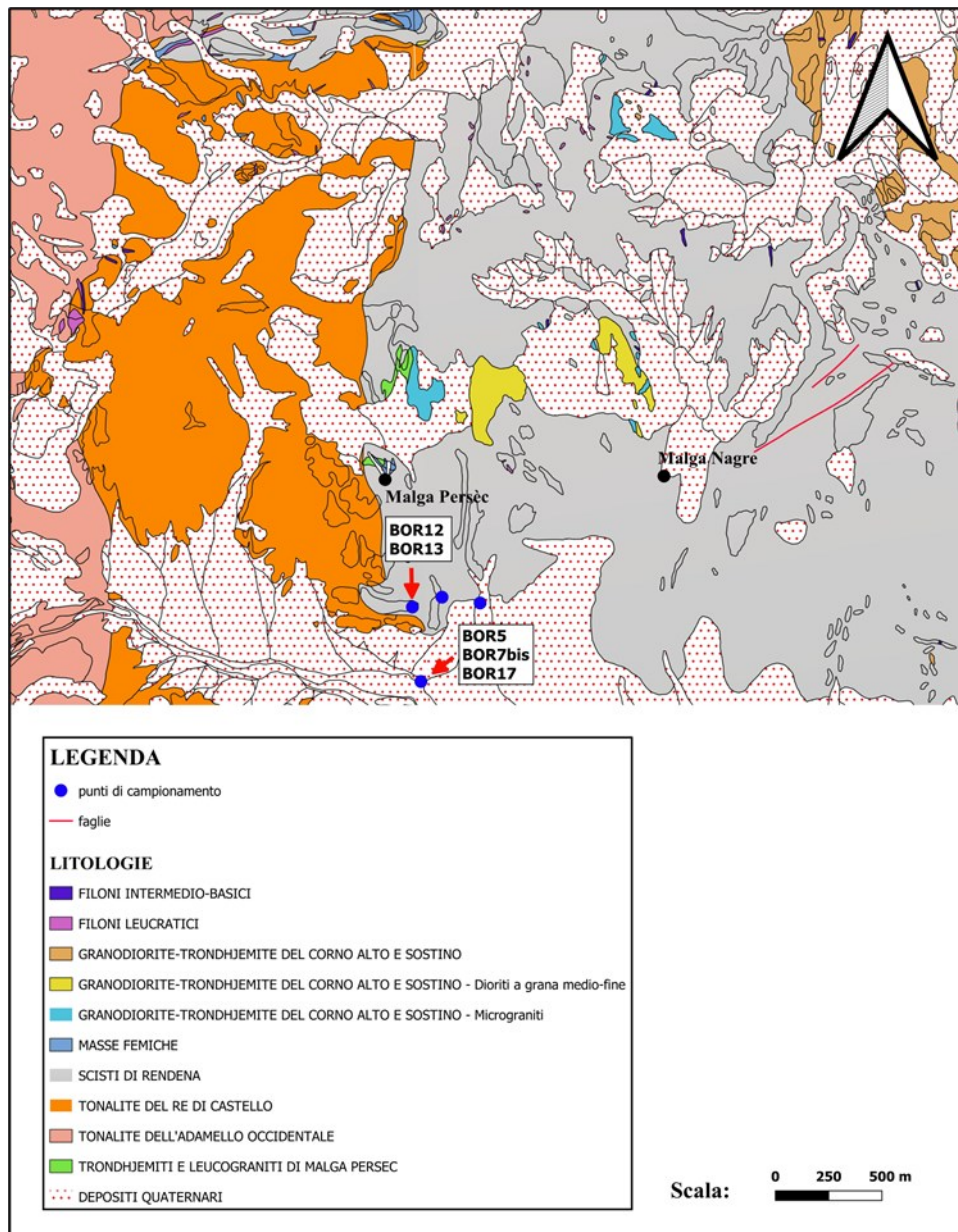 Malga Nagre
Malga Persèc
BOR12
BOR13
BOR5
BOR7bis
BOR17
LEGENDA
punti di campionamento
faglie
LITOLOGIE
FILONI INTERMEDIO-BASICI
FILONI LEUCRATICI
GRANODIORITE-TRONDHJEMITE DEL CORNO ALTO E SOSTINO
GRANODIORITE-TRONDHJEMITE DEL CORNO ALTO E SOSTINO - Dioriti a grana medio-fine
GRANODIORITE-TRONDHJEMITE DEL CORNO ALTO E SOSTINO - Micrograniti
MASSE FEMICHE
SCISTI DI RENDENA
TONALITE DEL RE DI CASTELLO
TONALITE DELL'ADAMELLO OCCIDENTALE
TRONDHJEMITI E LEUCOGRANITI DI MALGA PERSEC
DEPOSITI QUATERNARI
Scala:
0 250 500 m